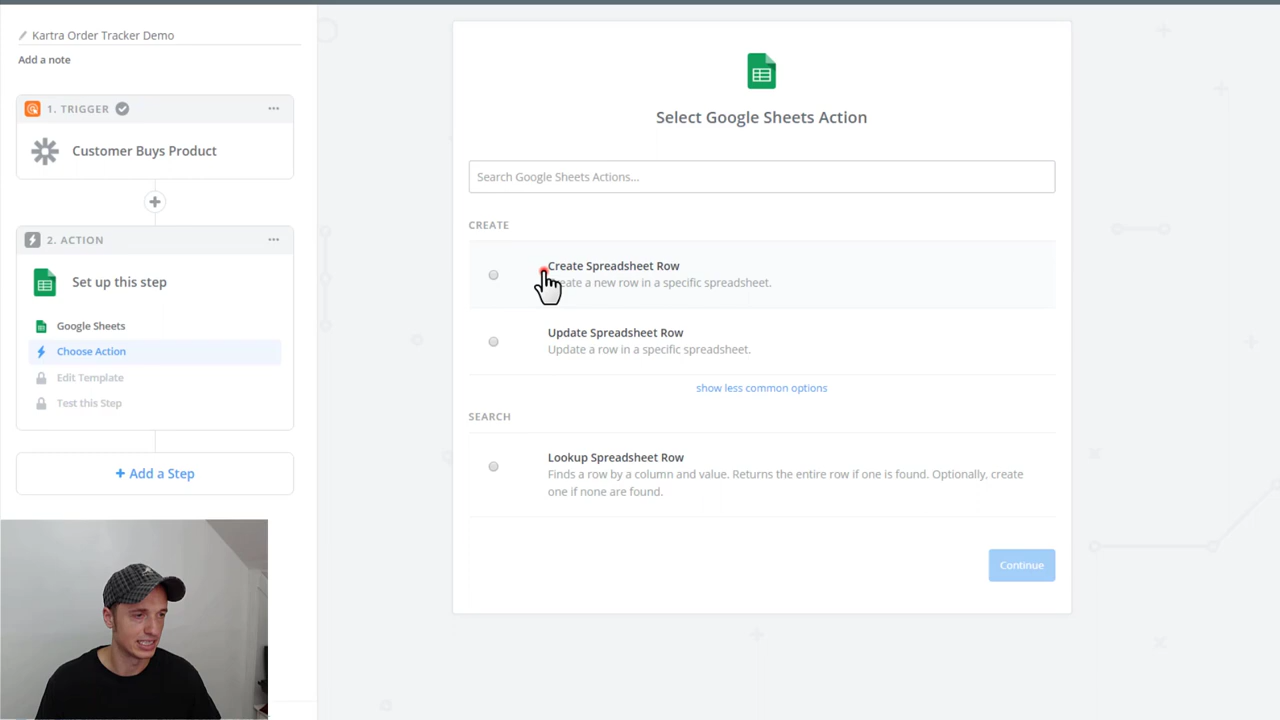 Kartra Order Tracker Demo
Add a note
1. TRIGGER
Customer Buys Product
2. ACTION
Set up this step
Google Sheets
Choose Action
Edit Template
Test this Step
+ Add a Step
Select Google Sheets Action
Search Google Sheets Actions...
CREATE
Create Spreadsheet Row
a new row in a specific spreadsheet.
Update Spreadsheet Row
Update a row in a specific spreadsheet.
show less common options
SEARCH
Lookup Spreadsheet Row
Finds a row by a column and value. Returns the entire row if one is found. Optionally, create
one if none are found.
Continue